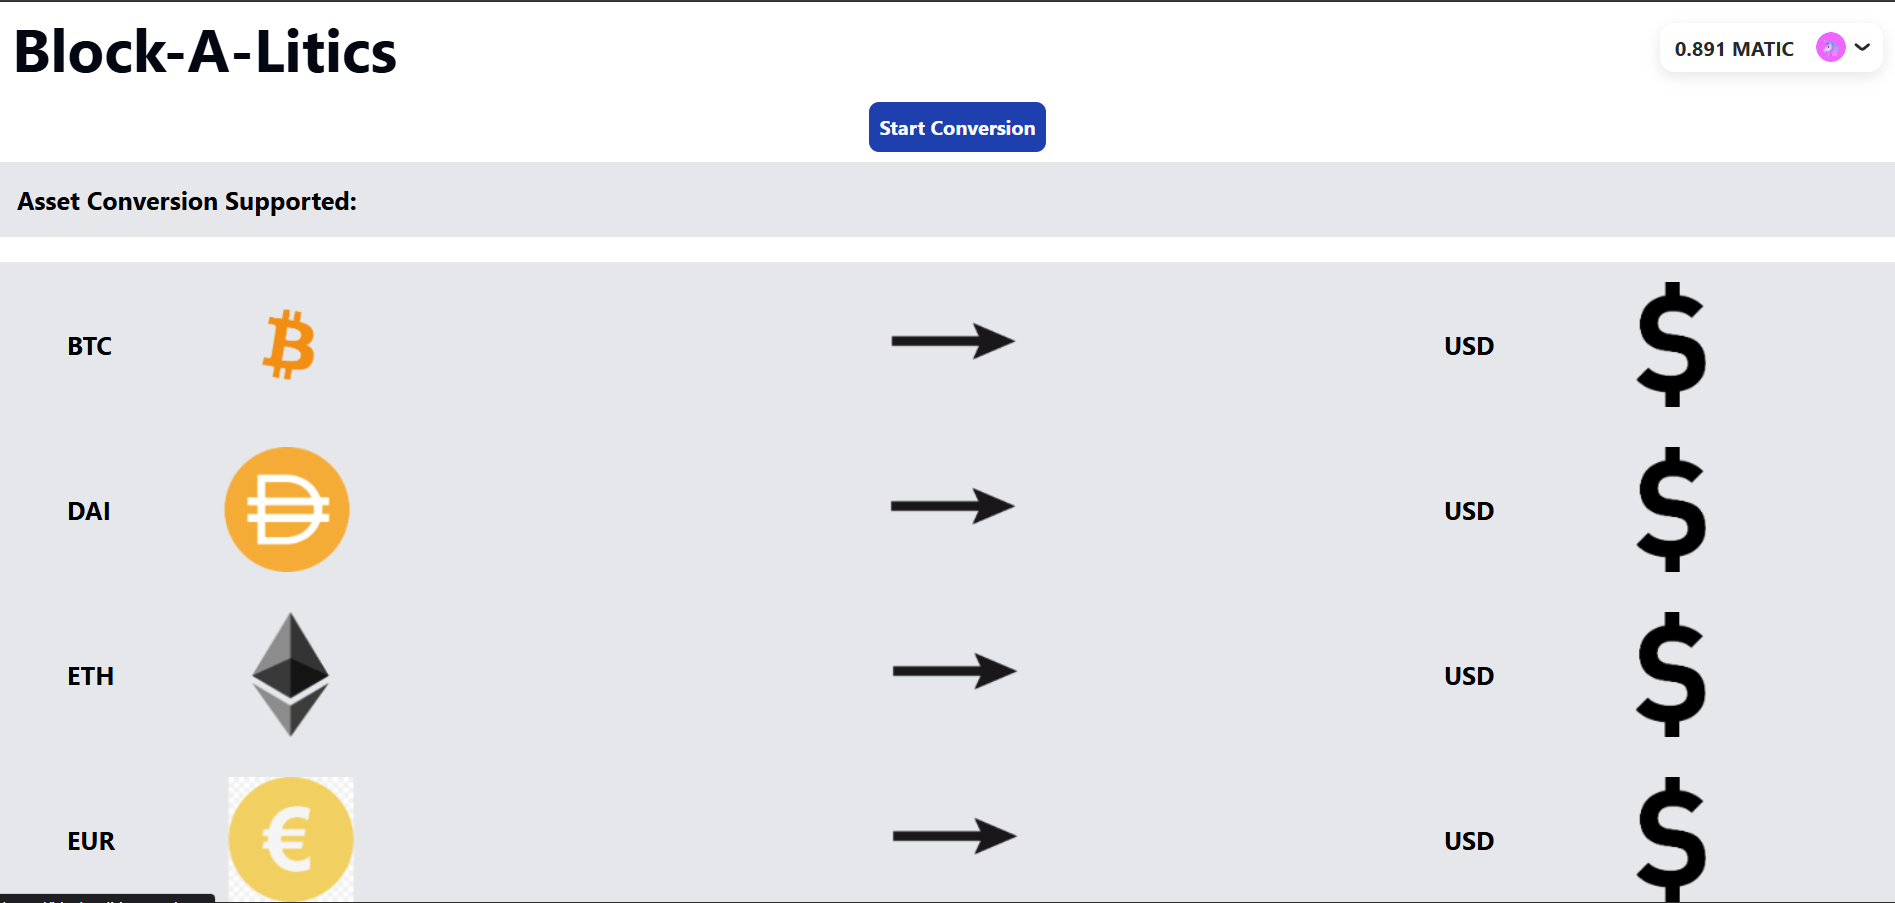 Block-A-Litics
0.891 MATIC
Start Conversion
Asset Conversion Supported:
BTC
USD
DAI
USD
ETH
USD
EUR
USD